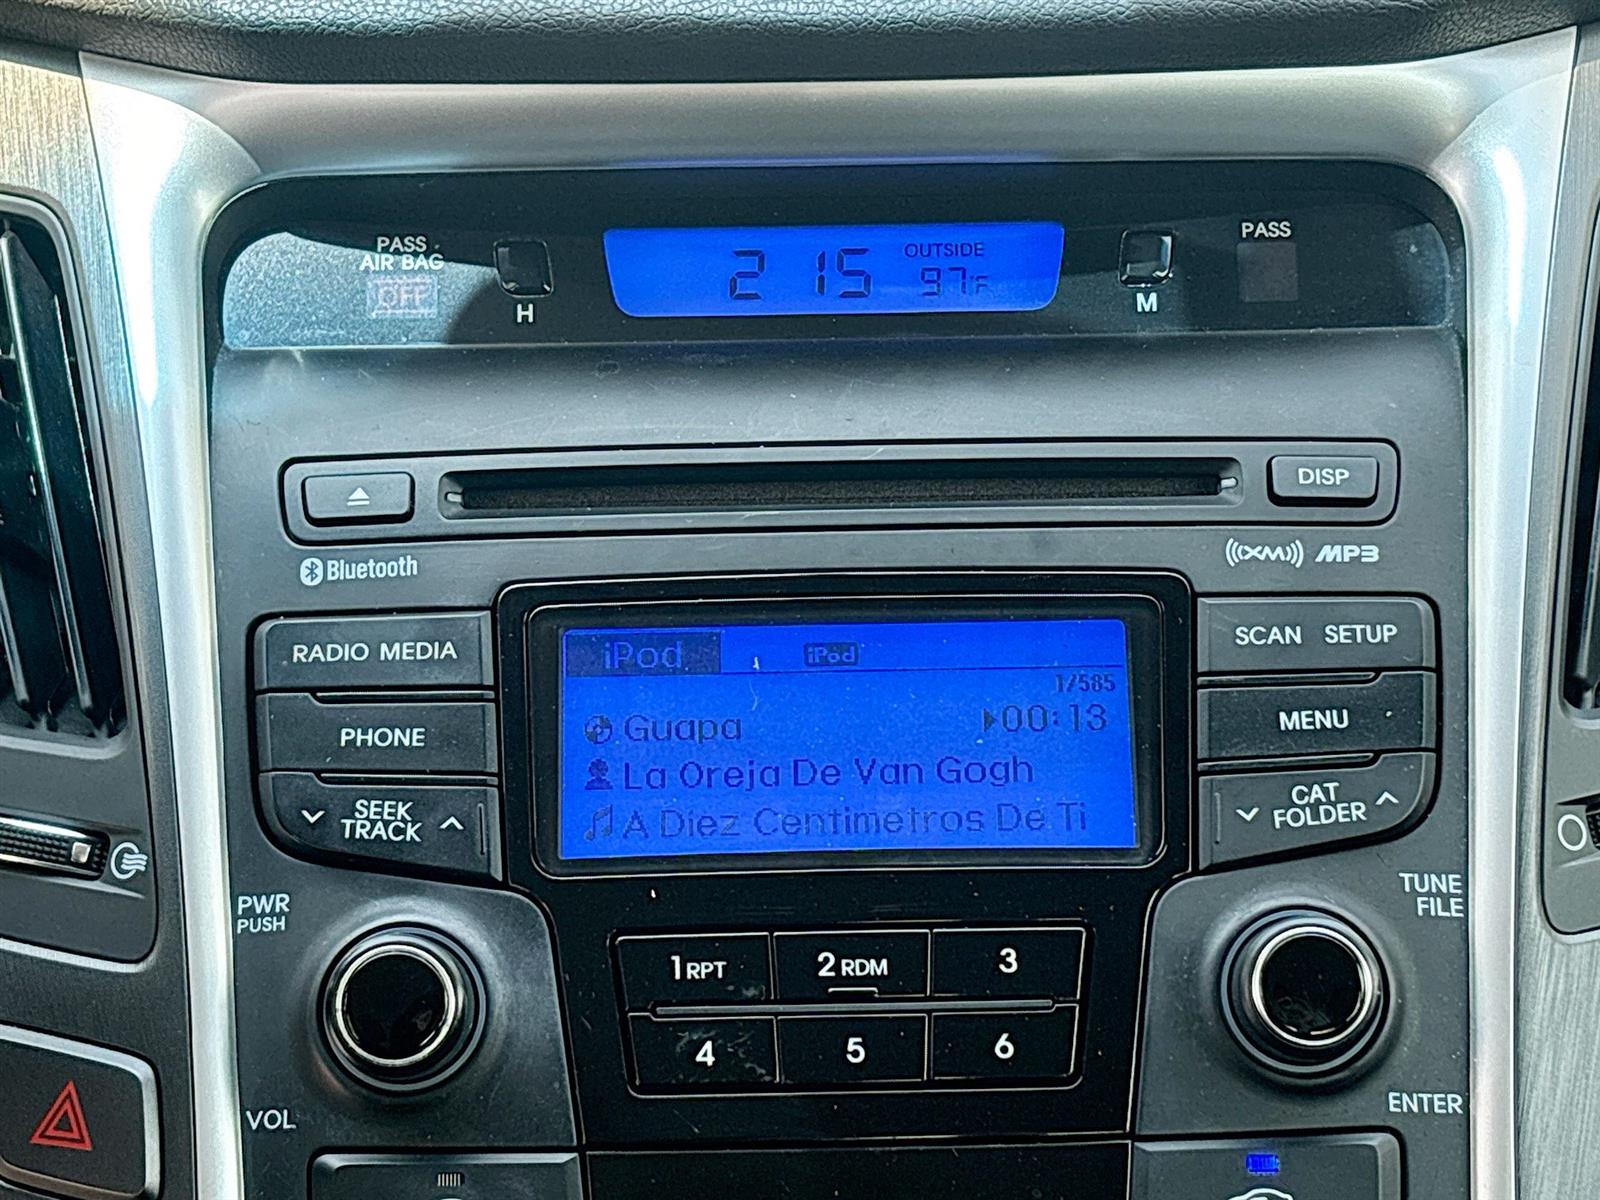 PASS
AIR BAG
OFF
H
2 15
OUTSIDE
97°F
M
PASS
DISP
Bluetooth
XM MP3
RADIO MEDIA
PHONE
SEEK
TRACK
iPod
iPod
1/585
Guapa
00:13
La Oreja De Van Gogh
A Diez Centimetros De Ti
SCAN SETUP
MENU
CAT
FOLDER
PWR
PUSH
VOL
1 RPT
2 RDM
3
4
5
6
TUNE
FILE
ENTER